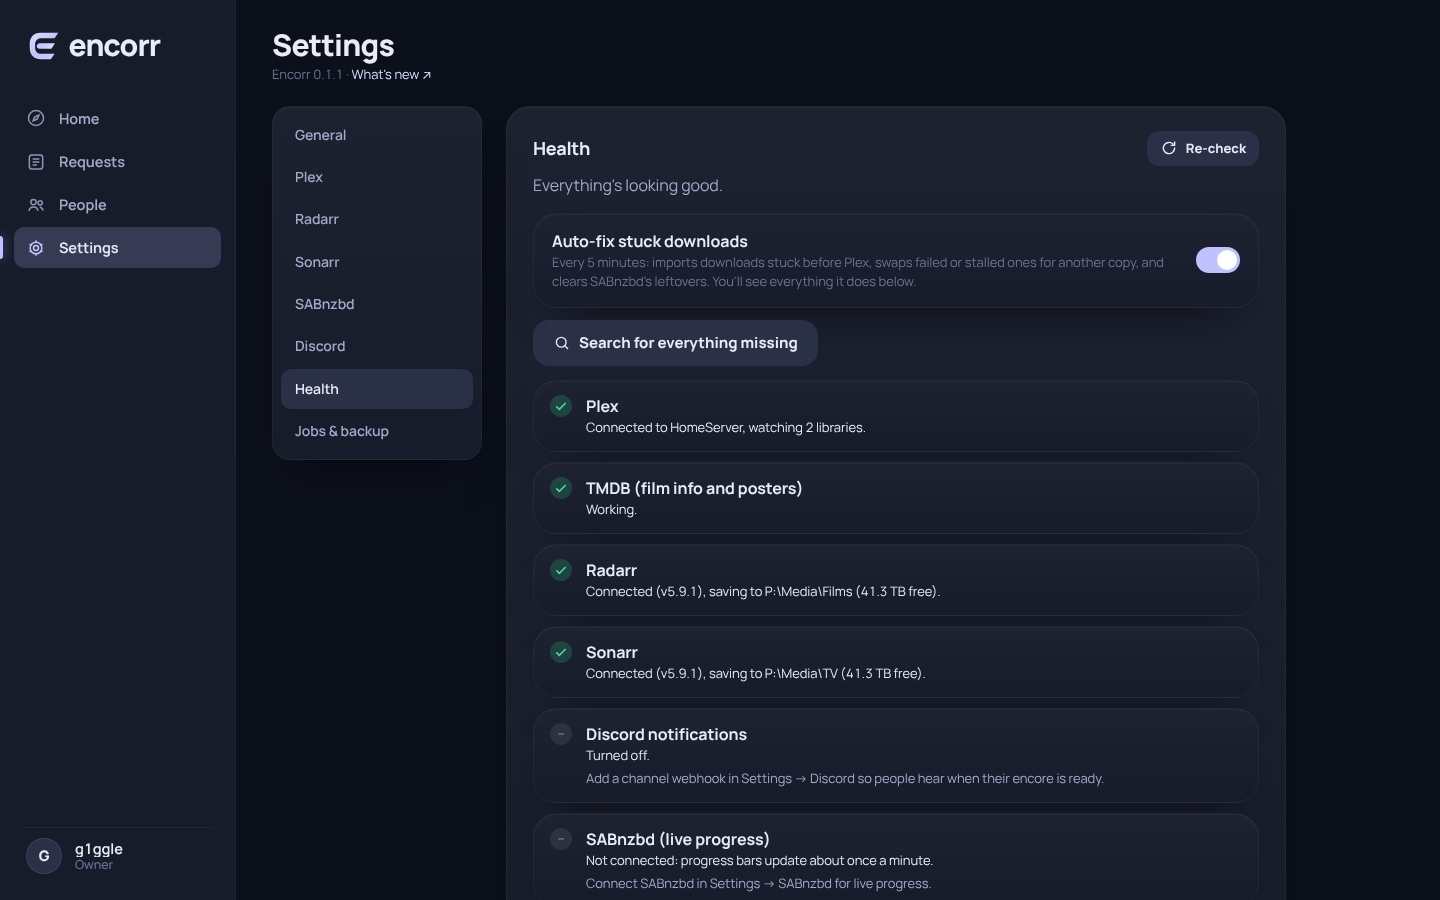 encorr
Home
Requests
People
Settings
g1ggle
Owner
G
Settings
Encorr 0.1.1 · What's new ↗
General
Plex
Radarr
Sonarr
SABnzbd
Discord
Health
Jobs & backup
Health
Re-check
Everything's looking good.
Auto-fix stuck downloads
Every 5 minutes: imports downloads stuck before Plex, swaps failed or stalled ones for another copy, and
clears SABnzbd's leftovers. You'll see everything it does below.
Search for everything missing
Plex
Connected to HomeServer, watching 2 libraries.
TMDB (film info and posters)
Working.
Radarr
Connected (v5.9.1), saving to P:\Media\Films (41.3 TB free).
Sonarr
Connected (v5.9.1), saving to P:\Media\TV (41.3 TB free).
Discord notifications
Turned off.
Add a channel webhook in Settings → Discord so people hear when their encore is ready.
SABnzbd (live progress)
Not connected: progress bars update about once a minute.
Connect SABnzbd in Settings → SABnzbd for live progress.